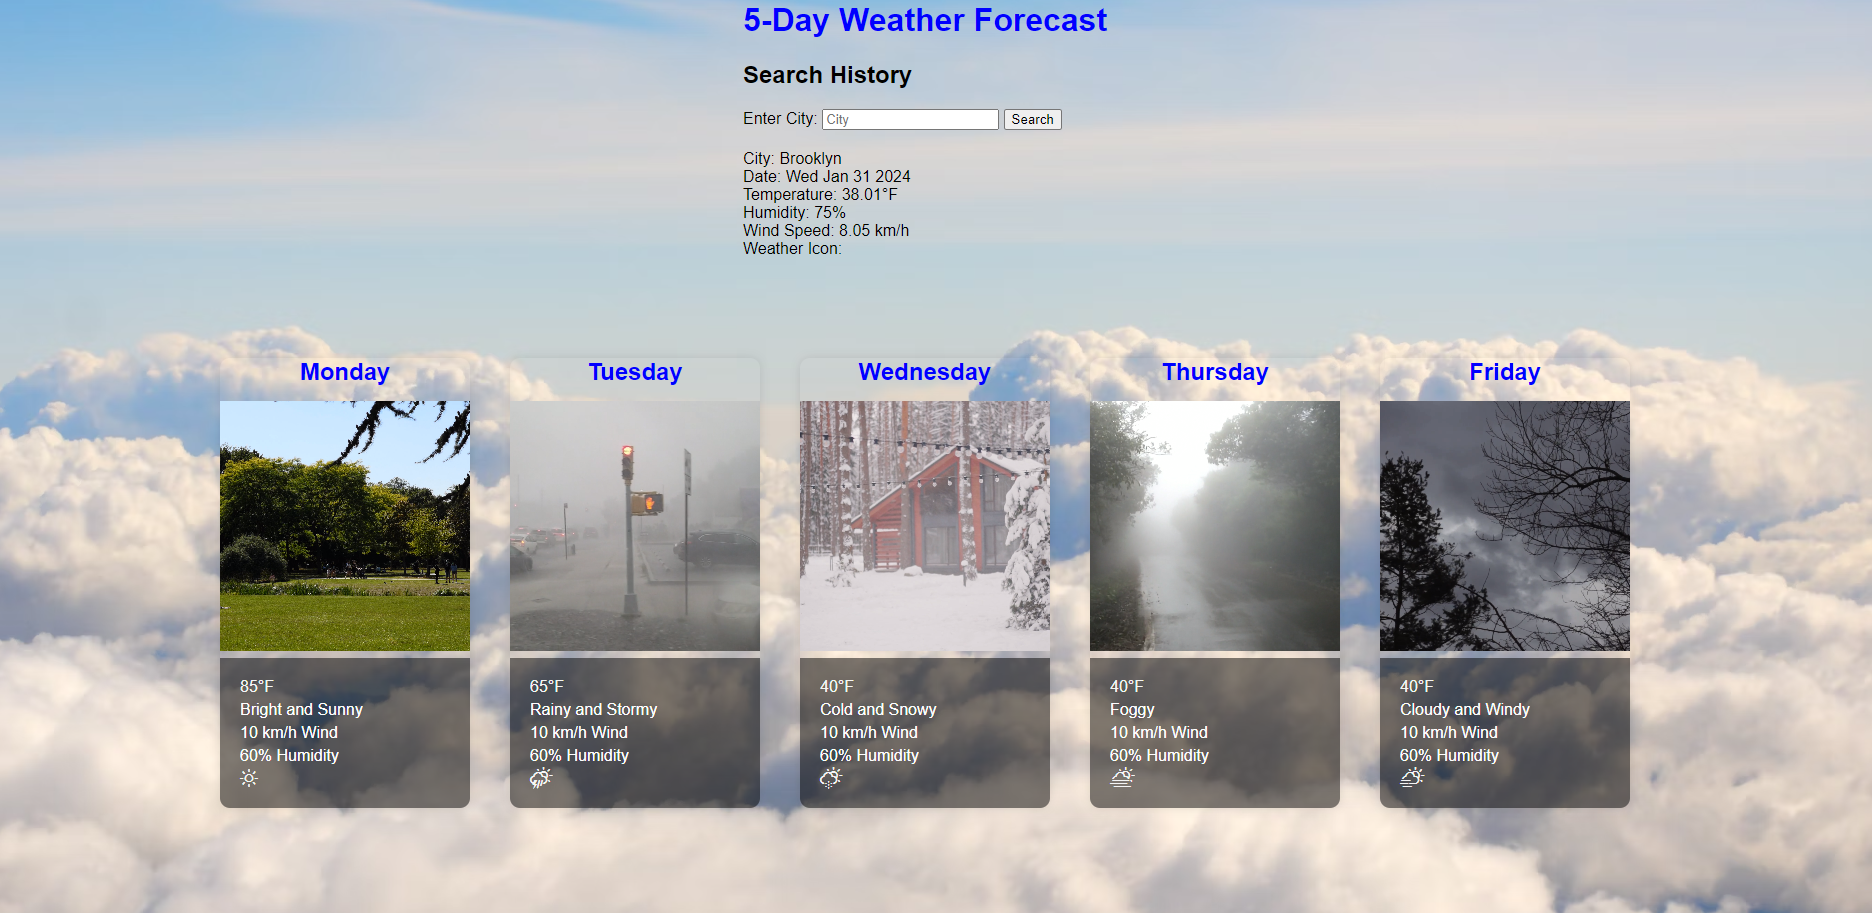 5-Day Weather Forecast
Search History
Enter City: City Search
City: Brooklyn
Date: Wed Jan 31 2024
Temperature: 38.01°F
Humidity: 75%
Wind Speed: 8.05 km/h
Weather Icon:
Monday
85°F
Bright and Sunny
10 km/h Wind
60% Humidity
Tuesday
65°F
Rainy and Stormy
10 km/h Wind
60% Humidity
Wednesday
40°F
Cold and Snowy
10 km/h Wind
60% Humidity
Thursday
40°F
Foggy
10 km/h Wind
60% Humidity
Friday
40°F
Cloudy and Windy
10 km/h Wind
60% Humidity